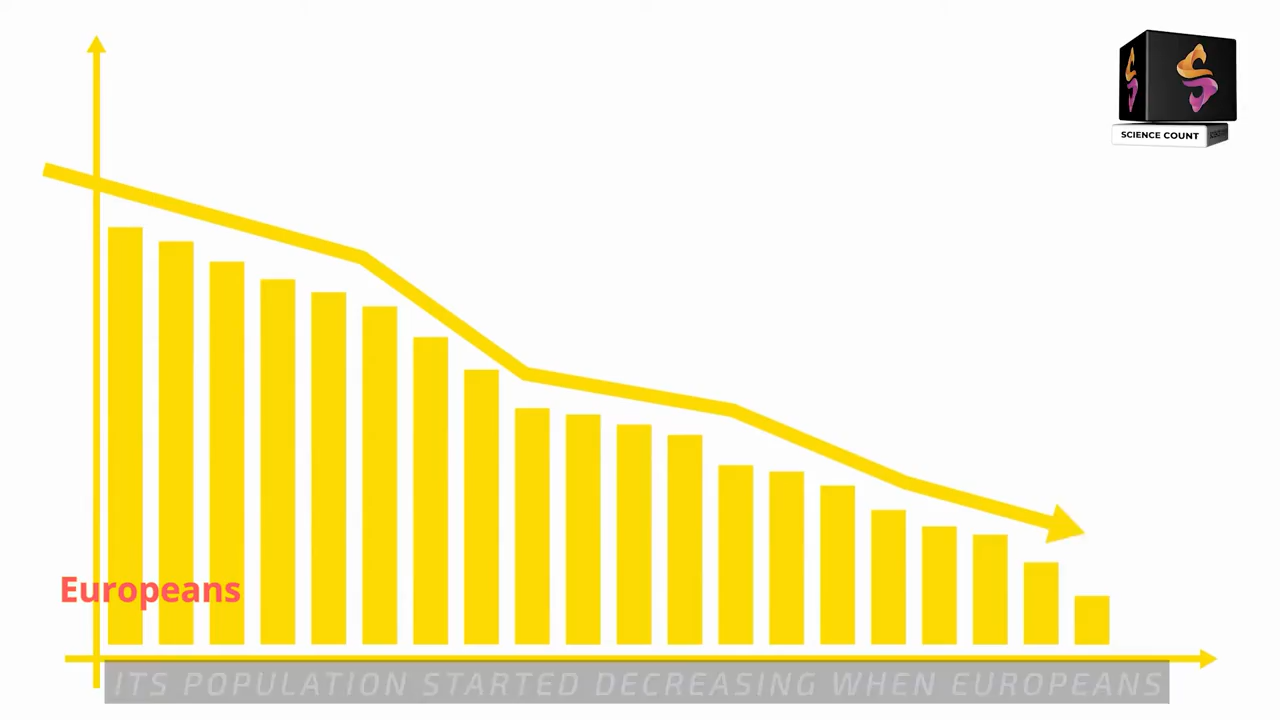 SCIENCE COUNT
Europeans
ITS POPULATION STARTED DECREASING WHEN EUROPEANS